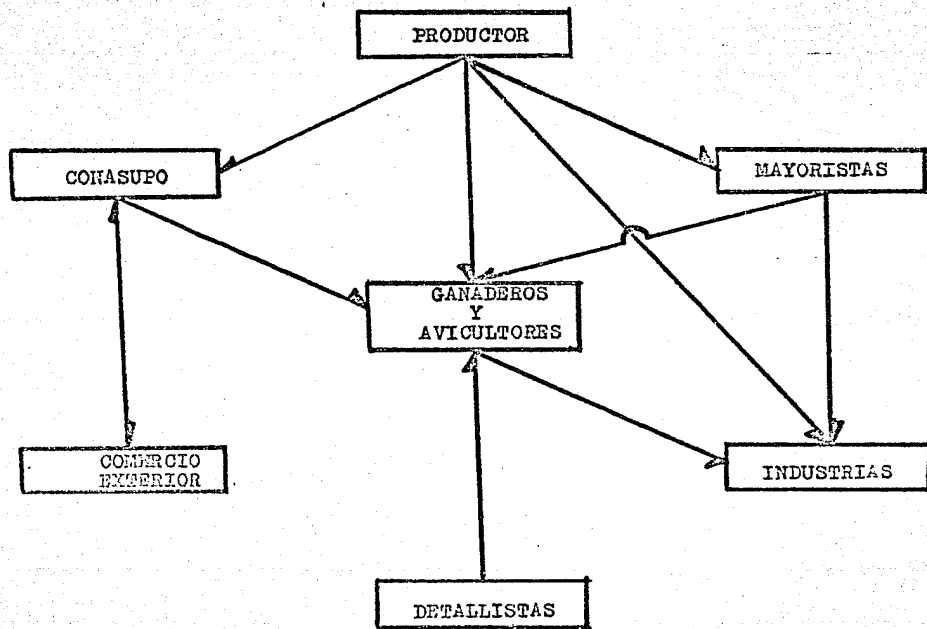 PRODUCTOR
CONASUPO
MAYORISTAS
GANADEROS
Y
AVICULTORES
COMERCIO
EXTERIOR
INDUSTRIAS
DETALLISTAS